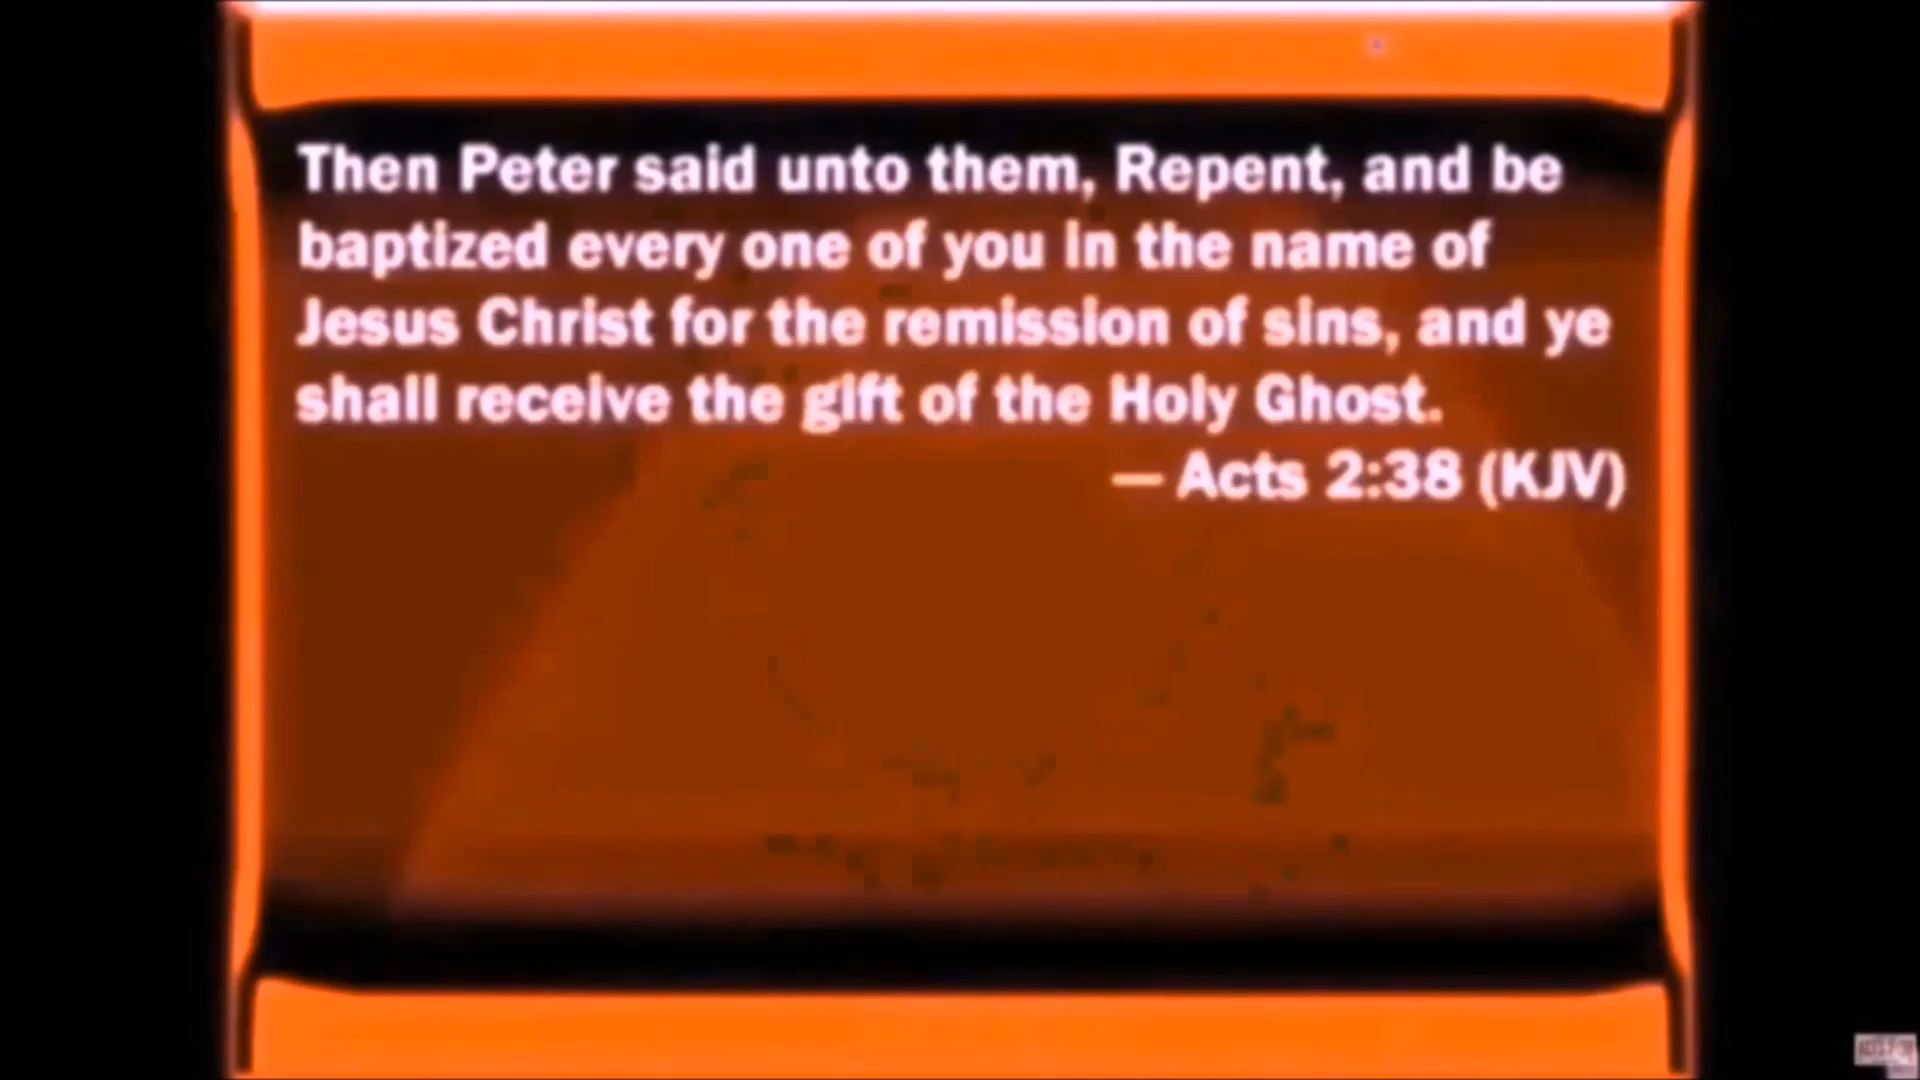 Then Peter said unto them, Repent, and be
baptized every one of you in the name of
Jesus Christ for the remission of sins, and ye
shall receive the gift of the Holy Ghost.
— Acts 2:38 (KJV)